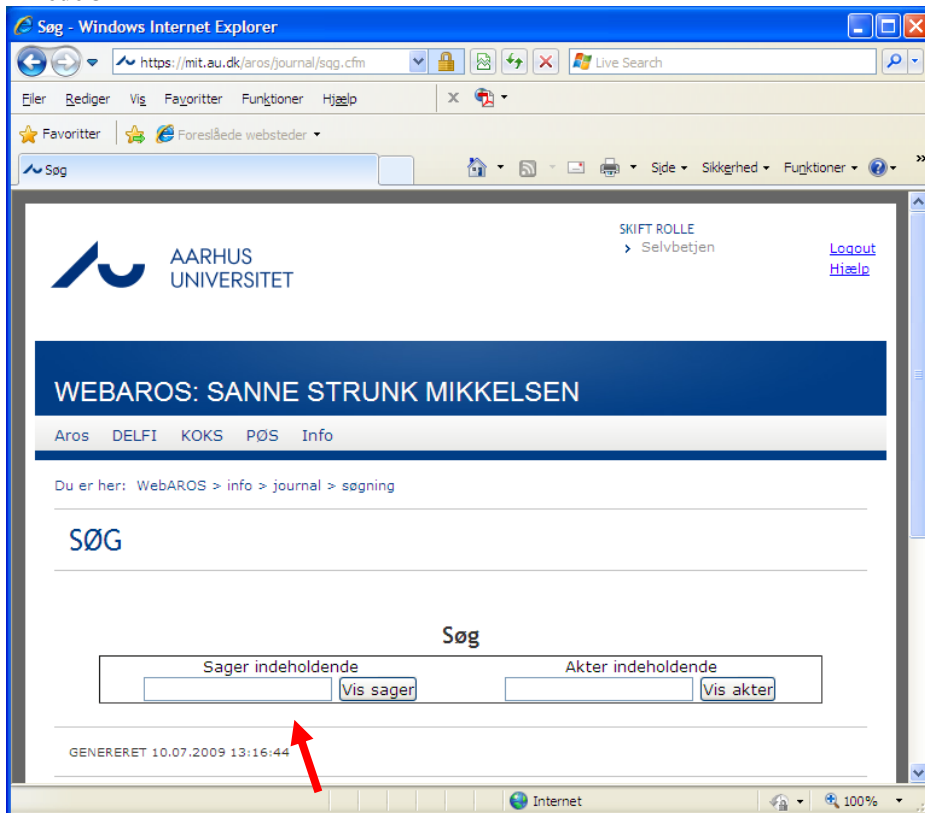 Søg - Windows Internet Explorer
https://mit.au.dk/aros/journal/sqg.cfm
Live Search
Filer Rediger Vis Favoritter Funktioner Hjælp
Favoritter Foreslåede websteder
Søg
Side Sikkerhed Funktioner
SKIFT ROLLE
Selvbetjen
Logout
Hjælp
AARHUS
UNIVERSITET
WEBAROS: SANNE STRUNK MIKKELSEN
Aros DELFI KOKS PØS Info
Du er her: WebAROS > info > journal > søgning
SØG
Søg
Sager indeholdende Akter indeholdende
Vis sager Vis akter
GENERERET 10.07.2009 13:16:44
Internet 100%